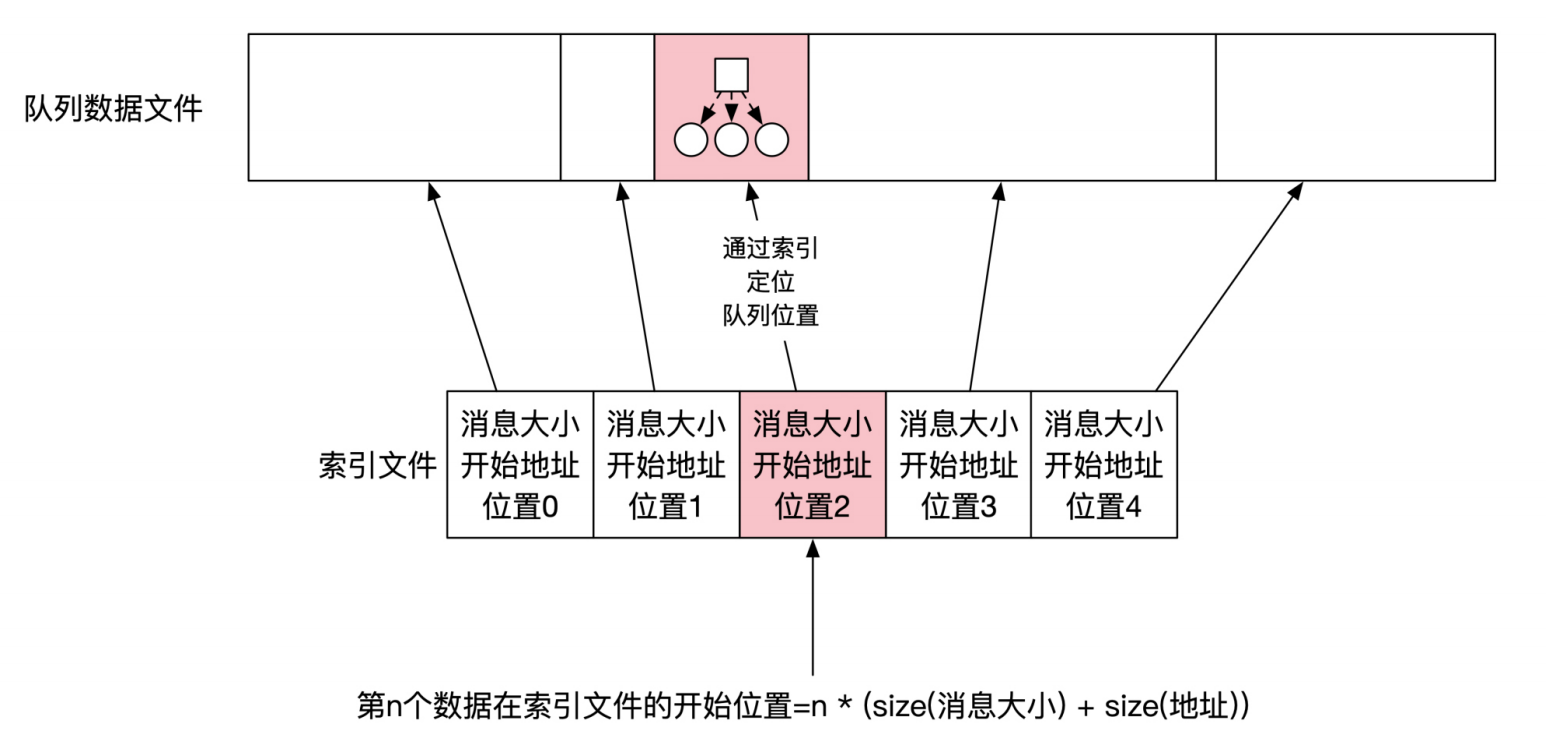 队列数据文件
通过索引
定位
队列位置
索引文件
消息大小
开始地址
位置0
消息大小
开始地址
位置1
消息大小
开始地址
位置2
消息大小
开始地址
位置3
消息大小
开始地址
位置4
第n个数据在索引文件的开始位置=n * (size(消息大小) + size(地址))